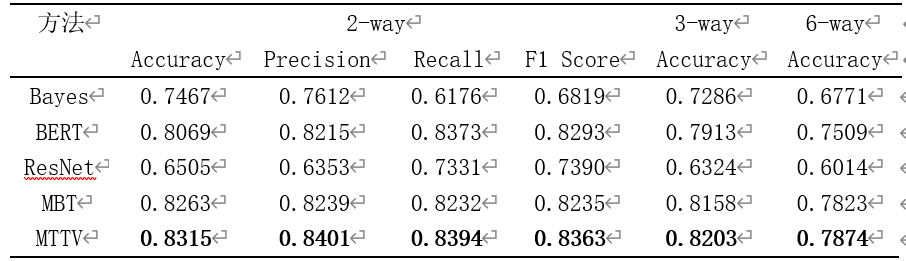 方法 2-way 3-way 6-way
Accuracy Precision Recall F1 Score Accuracy Accuracy
Bayes 0.7467 0.7612 0.6176 0.6819 0.7286 0.6771
BERT 0.8069 0.8215 0.8373 0.8293 0.7913 0.7509
ResNet 0.6505 0.6353 0.7331 0.7390 0.6324 0.6014
MBT 0.8263 0.8239 0.8232 0.8235 0.8158 0.7823
MTTV 0.8315 0.8401 0.8394 0.8363 0.8203 0.7874